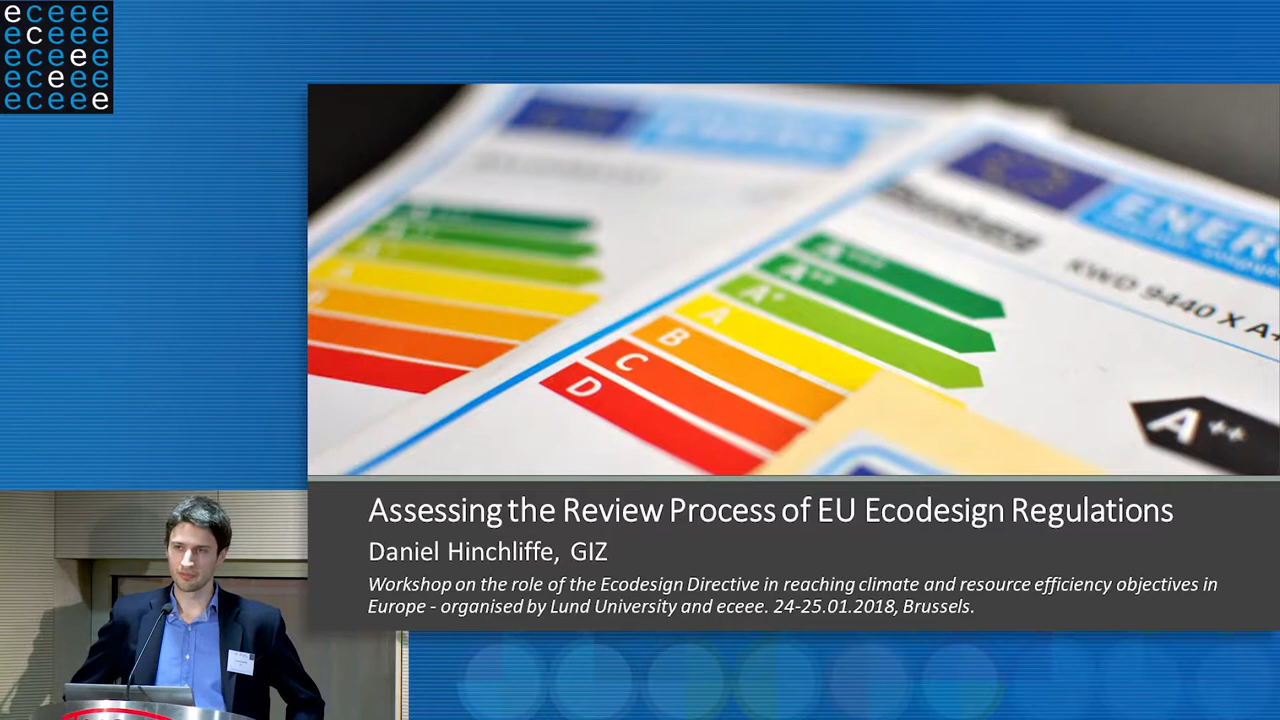 eceee
eceee
eceee
eceee
eceee
ENER
KWD 9440 X A+
A+++
A++
A+
A
B
C
D
A++
Assessing the Review Process of EU Ecodesign Regulations
Daniel Hinchliffe, GIZ
Workshop on the role of the Ecodesign Directive in reaching climate and resource efficiency objectives in
Europe - organised by Lund University and eceee. 24-25.01.2018, Brussels.